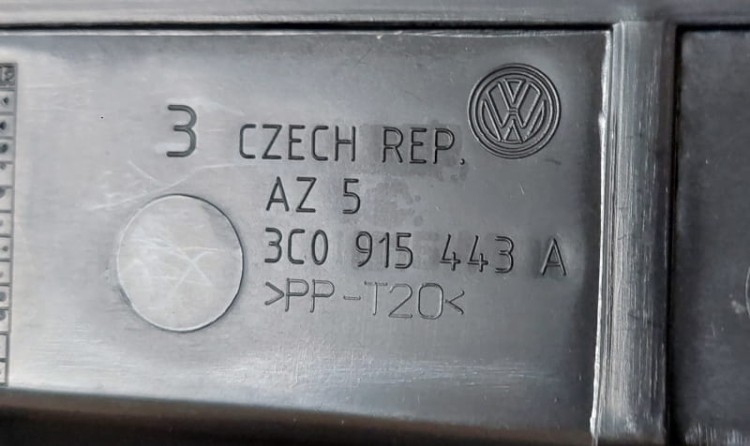 3 CZECH REP.
AZ 5
3C0 915 443 A
>PP-T20<